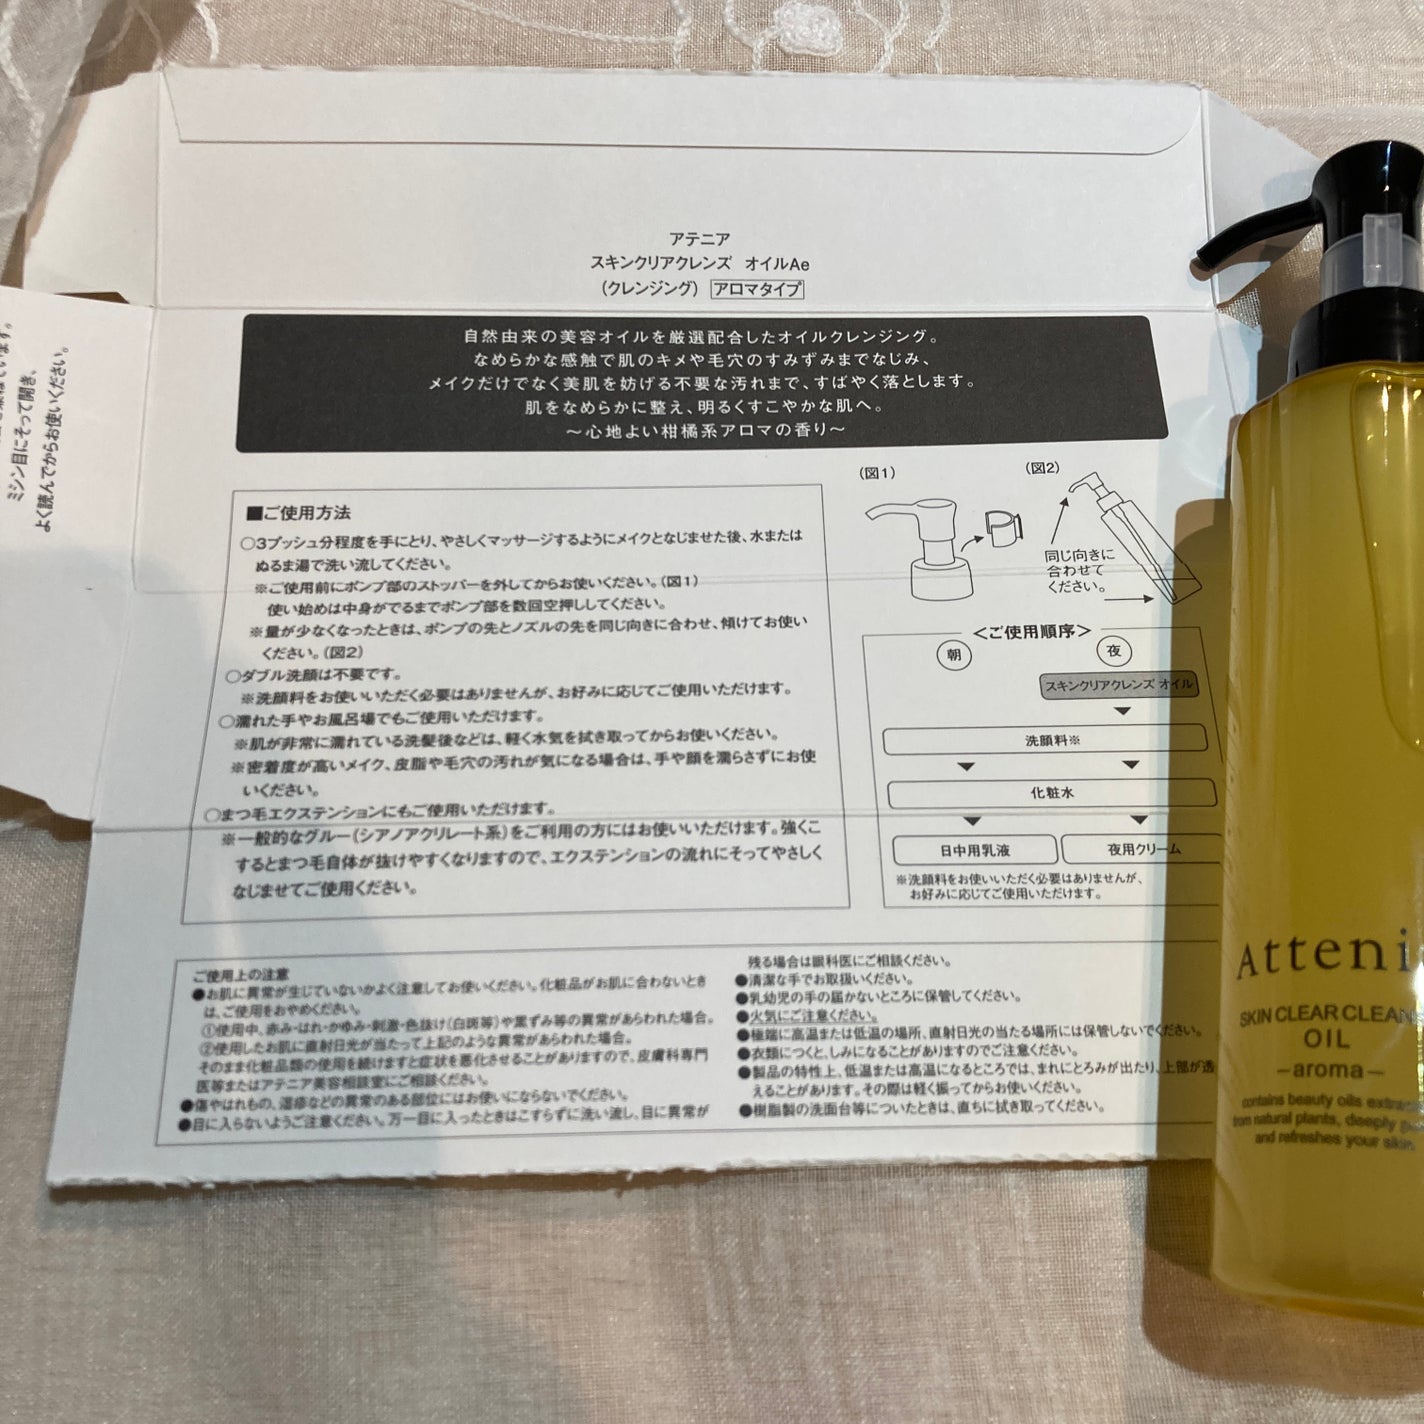 ミシン目にそって開き、
よく読んでからお使いください。
アテニア
スキンクリアクレンズ オイルAe
(クレンジング) アロマタイプ
自然由来の美容オイルを厳選配合したオイルクレンジング。
なめらかな感触で肌のキメや毛穴のすみずみまでなじみ、
メイクだけでなく美肌を妨げる不要な汚れまで、すばやく落とします。
肌をなめらかに整え、明るくすこやかな肌へ。
～心地よい柑橘系アロマの香り～
■ご使用方法
○3プッシュ分程度を手にとり、やさしくマッサージするようにメイクとなじませた後、水または
ぬるま湯で洗い流してください。
※ご使用前にポンプ部のストッパーを外してからお使いください。(図1)
使い始めは中身がでるまでポンプ部を数回空押ししてください。
※量が少なくなったときは、ポンプの先とノズルの先を同じ向きに合わせ、傾けてお使い
ください。(図2)
○ダブル洗顔は不要です。
※洗顔料をお使いいただく必要はありませんが、お好みに応じてご使用いただけます。
○濡れた手やお風呂場でもご使用いただけます。
※肌が非常に濡れている洗髪後などは、軽く水気を拭き取ってからお使いください。
※密着度が高いメイク、皮脂や毛穴の汚れが気になる場合は、手や顔を濡らさずにお使
いください。
○まつ毛エクステンションにもご使用いただけます。
※一般的なグルー(シアノアクリレート系)をご利用の方にはお使いいただけます。強くこ
するとまつ毛自体が抜けやすくなりますので、エクステンションの流れにそってやさしく
なじませてご使用ください。
(図1)
(図2)
同じ向きに
合わせて
ください。
<ご使用順序>
朝
夜
スキンクリアクレンズ オイル
洗顔料※
化粧水
日中用乳液
夜用クリーム
※洗顔料をお使いいただく必要はありませんが、
お好みに応じてご使用いただけます。
ご使用上の注意
●お肌に異常が生じていないかよく注意してお使いください。化粧品がお肌に合わないとき
は、ご使用をおやめください。
①使用中、赤み・はれ・かゆみ・刺激・色抜け(白斑等)や黒ずみ等の異常があらわれた場合。
②使用したお肌に直射日光が当たって上記のような異常があらわれた場合。
そのまま化粧品類の使用を続けますと症状を悪化させることがありますので、皮膚科専門
医等またはアテニア美容相談室にご相談ください。
●傷やはれもの、湿疹などの異常のある部位にはお使いにならないでください。
●目に入らないようご注意ください。万一目に入ったときはこすらずに洗い流し、目に異常が
残る場合は眼科医にご相談ください。
●清潔な手でお取扱いください。
●乳幼児の手の届かないところに保管してください。
●火気にご注意ください。
●極端に高温または低温の場所、直射日光の当たる場所には保管しないでください。
●衣類につくと、しみになることがありますのでご注意ください。
●製品の特性上、低温または高温になるところでは、まれにとろみが出たり、上部が透
えることがあります。その際は軽く振ってからお使いください。
●樹脂製の洗面台等についたときは、直ちに拭き取ってください。
Atteni
SKIN CLEAR CLEAN
OIL
-aroma-
contains beauty oils extrac
from natural plants, deeply
and refreshes your skin.